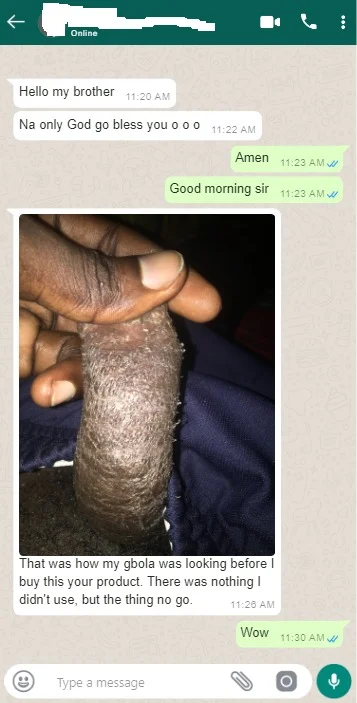 Online
Hello my brother
11:20 AM
Na only God go bless you o o o
11:22 AM
Amen
11:23 AM
Good morning sir
11:23 AM
That was how my gbola was looking before I
buy this your product. There was nothing I
didn't use, but the thing no go.
11:26 AM
Wow
11:30 AM
Type a message